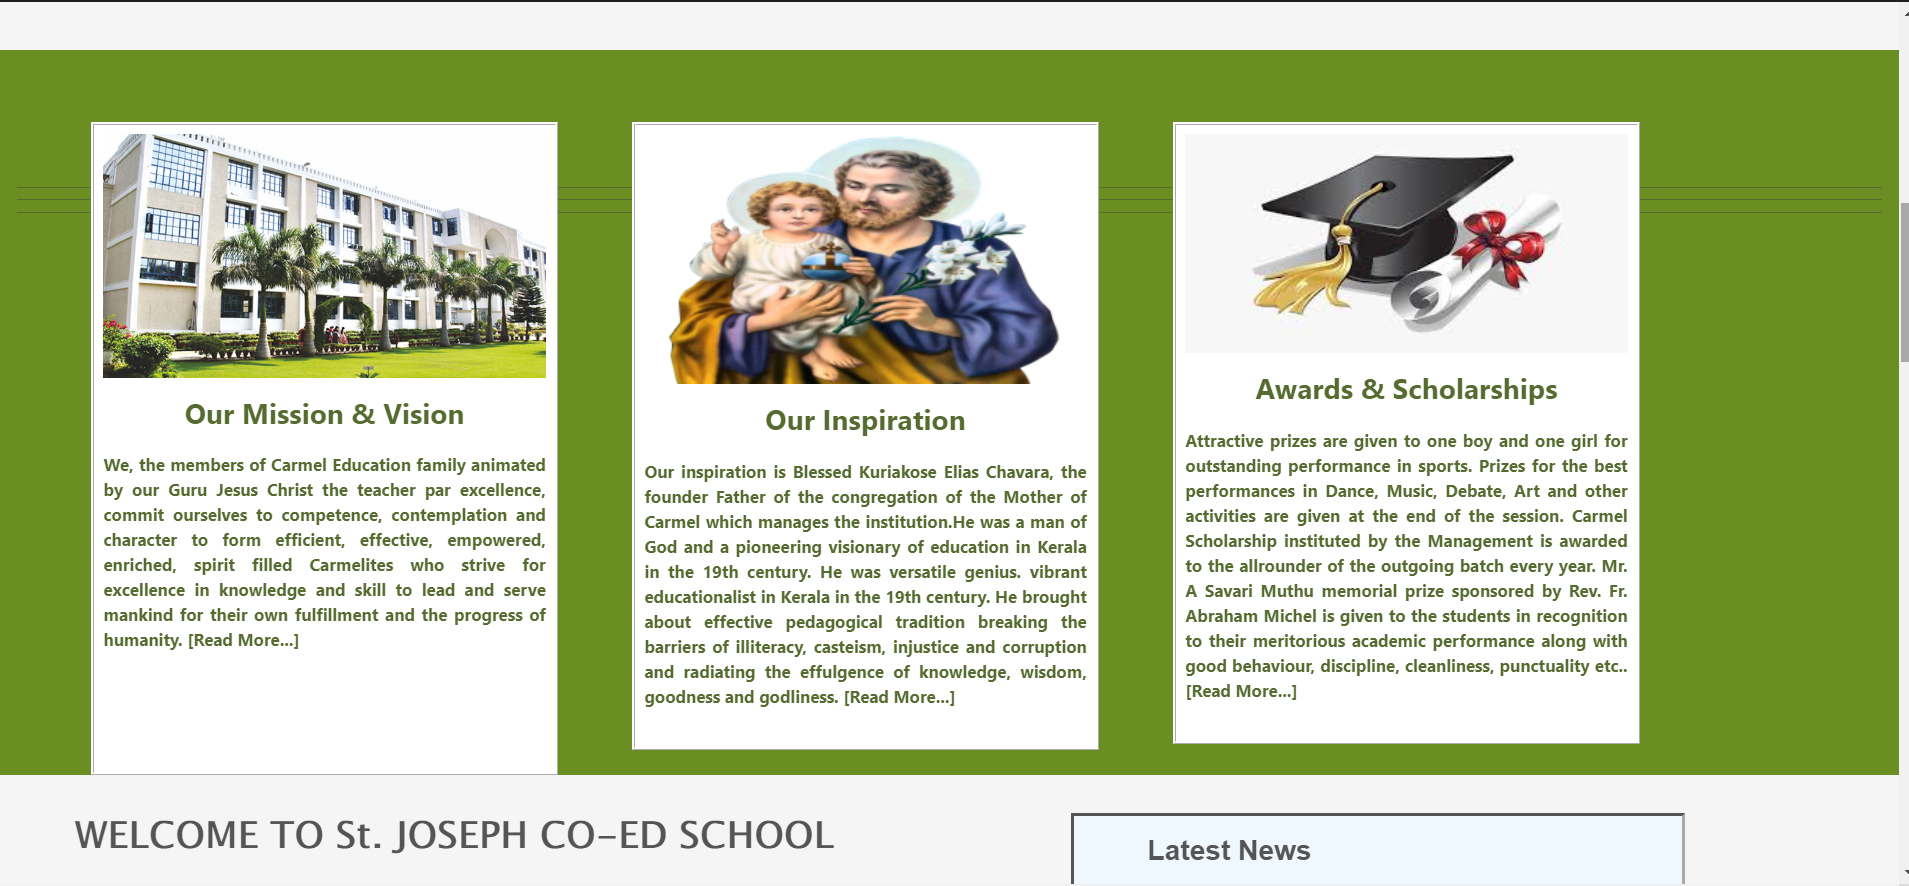 Our Mission & Vision
We, the members of Carmel Education family animated
by our Guru Jesus Christ the teacher par excellence,
commit ourselves to competence, contemplation and
character to form efficient, effective, empowered,
enriched, spirit filled Carmelites who strive for
excellence in knowledge and skill to lead and serve
mankind for their own fulfillment and the progress of
humanity. [Read More...]
Our Inspiration
Our inspiration is Blessed Kuriakose Elias Chavara, the
founder Father of the congregation of the Mother of
Carmel which manages the institution.He was a man of
God and a pioneering visionary of education in Kerala
in the 19th century. He was versatile genius. vibrant
educationalist in Kerala in the 19th century. He brought
about effective pedagogical tradition breaking the
barriers of illiteracy, casteism, injustice and corruption
and radiating the effulgence of knowledge, wisdom,
goodness and godliness. [Read More...]
Awards & Scholarships
Attractive prizes are given to one boy and one girl for
outstanding performance in sports. Prizes for the best
performances in Dance, Music, Debate, Art and other
activities are given at the end of the session. Carmel
Scholarship instituted by the Management is awarded
to the allrounder of the outgoing batch every year. Mr.
A Savari Muthu memorial prize sponsored by Rev. Fr.
Abraham Michel is given to the students in recognition
to their meritorious academic performance along with
good behaviour, discipline, cleanliness, punctuality etc..
[Read More...]
WELCOME TO St. JOSEPH CO-ED SCHOOL
Latest News